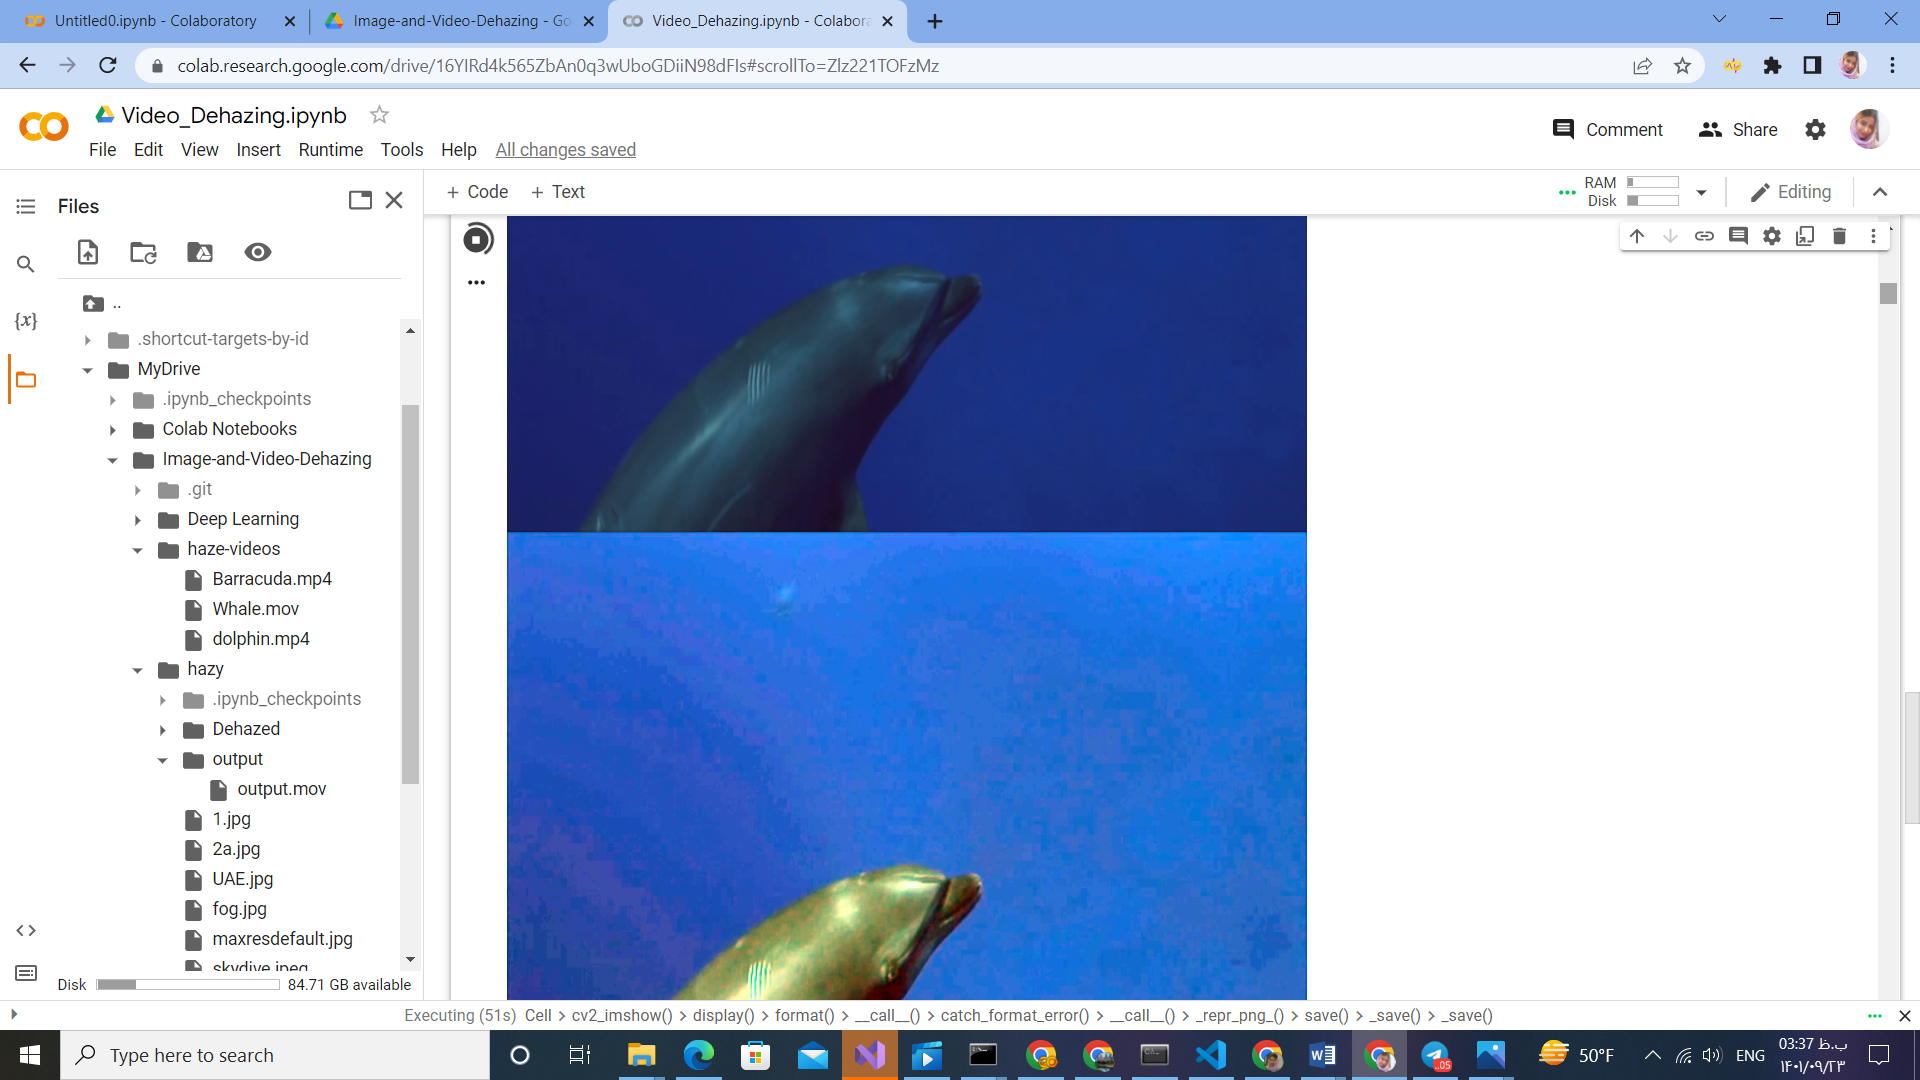 Untitled0.ipynb - Colaboratory
Image-and-Video-Dehazing - Go
Video_Dehazing.ipynb - Colabora
colab.research.google.com/drive/16YIRd4k565ZbAn0q3wUboGDiiN98dFIs#scrollTo=Zlz221TOFzMz
Video_Dehazing.ipynb
Comment
Share
File Edit View Insert Runtime Tools Help All changes saved
Files
+ Code + Text
RAM
Disk
Editing
{x}
..
.shortcut-targets-by-id
MyDrive
.ipynb_checkpoints
Colab Notebooks
Image-and-Video-Dehazing
.git
Deep Learning
haze-videos
Barracuda.mp4
Whale.mov
dolphin.mp4
hazy
.ipynb_checkpoints
Dehazed
output
output.mov
1.jpg
2a.jpg
UAE.jpg
fog.jpg
maxresdefault.jpg
skydive.jpeg
Disk 84.71 GB available
Executing (51s) Cell > cv2_imshow() > display() > format() > __call__() > catch_format_error() > __call__() > _repr_png_() > save() > _save() > _save()
Type here to search
..05
50°F
ENG
03:37 ب.ظ
۱۴۰۱/۰۹/۲۳